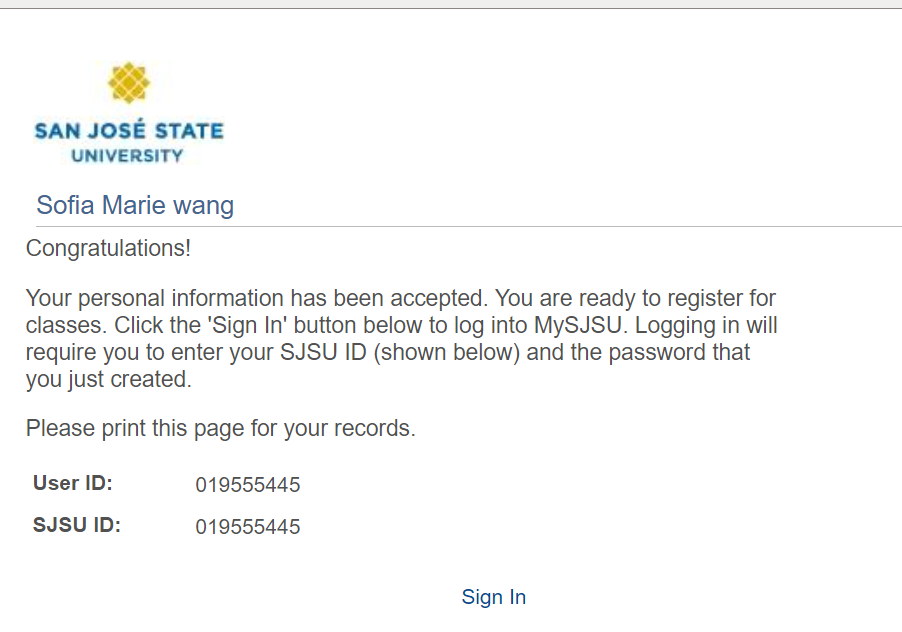 SAN JOSÉ STATE
UNIVERSITY
Sofia Marie wang
Congratulations!
Your personal information has been accepted. You are ready to register for
classes. Click the 'Sign In' button below to log into MySJSU. Logging in will
require you to enter your SJSU ID (shown below) and the password that
you just created.
Please print this page for your records.
User ID: 019555445
SJSU ID: 019555445
Sign In